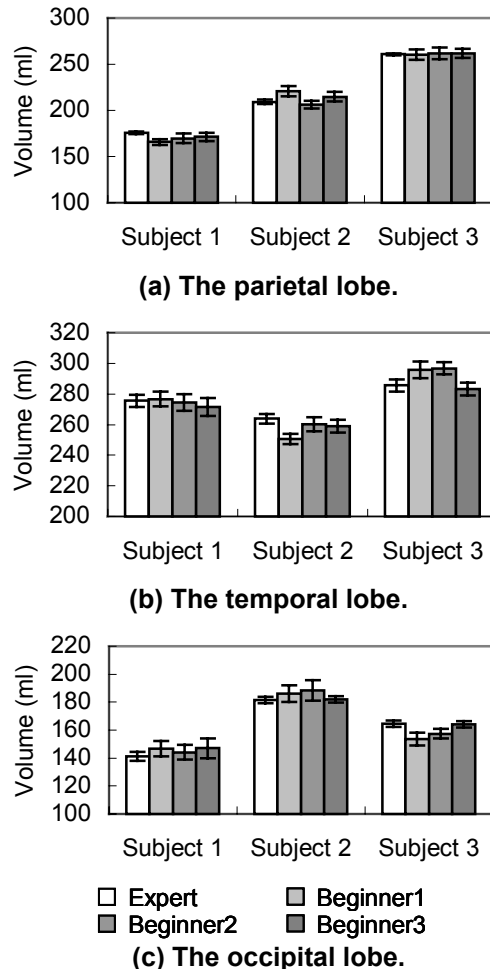 300
250
200
150
100
Volume (ml)
Subject 1 Subject 2 Subject 3
(a) The parietal lobe.
320
300
280
260
240
220
200
Volume (ml)
Subject 1 Subject 2 Subject 3
(b) The temporal lobe.
220
200
180
160
140
120
100
Volume (ml)
Subject 1 Subject 2 Subject 3
Expert Beginner1
Beginner2 Beginner3
(c) The occipital lobe.